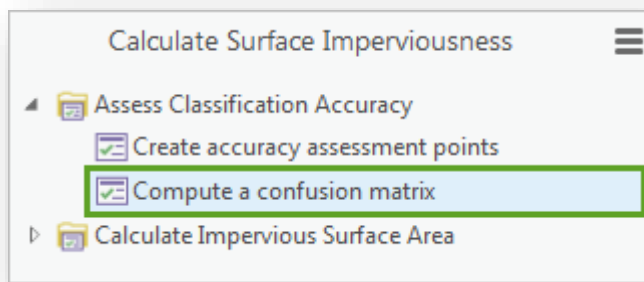 Calculate Surface Imperviousness
Assess Classification Accuracy
Create accuracy assessment points
Compute a confusion matrix
Calculate Impervious Surface Area